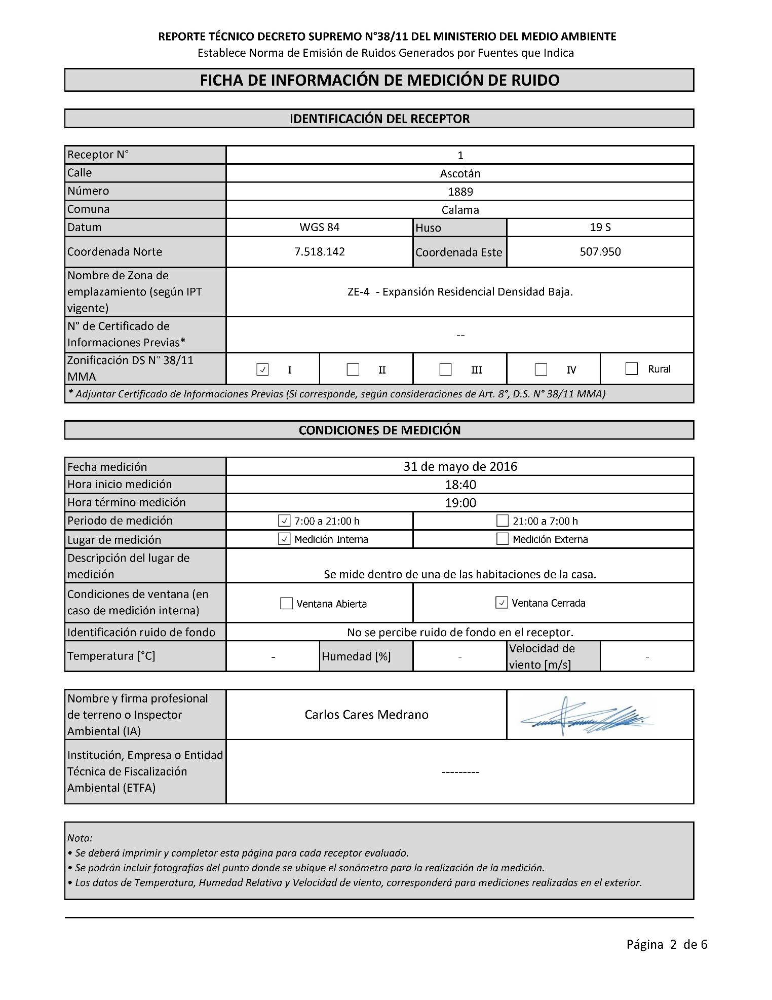 REPORTE TÉCNICO DECRETO SUPREMO N°38/11 DEL MINISTERIO DEL MEDIO AMBIENTE
Establece Norma de Emisión de Ruidos Generados por Fuentes que Indica
FICHA DE INFORMACIÓN DE MEDICIÓN DE RUIDO
IDENTIFICACIÓN DEL RECEPTOR
Receptor N° 1
Calle Ascotán
Número 1889
Comuna Calama
Datum WGS 84 Huso 19 S
Coordenada Norte 7.518.142 Coordenada Este 507.950
Nombre de Zona de
emplazamiento (según IPT
vigente)
ZE-4 - Expansión Residencial Densidad Baja.
N° de Certificado de
Informaciones Previas*
--
Zonificación DS N° 38/11
MMA
✓ I II III IV Rural
* Adjuntar Certificado de Informaciones Previas (Si corresponde, según consideraciones de Art. 8°, D.S. N° 38/11 MMA)
CONDICIONES DE MEDICIÓN
Fecha medición 31 de mayo de 2016
Hora inicio medición 18:40
Hora término medición 19:00
Periodo de medición ✓ 7:00 a 21:00 h 21:00 a 7:00 h
Lugar de medición ✓ Medición Interna Medición Externa
Descripción del lugar de
medición
Se mide dentro de una de las habitaciones de la casa.
Condiciones de ventana (en
caso de medición interna)
Ventana Abierta ✓ Ventana Cerrada
Identificación ruido de fondo No se percibe ruido de fondo en el receptor.
Temperatura [°C] - Humedad [%] - Velocidad de
viento [m/s] -
Nombre y firma profesional
de terreno o Inspector
Ambiental (IA)
Carlos Cares Medrano
Institución, Empresa o Entidad
Técnica de Fiscalización
Ambiental (ETFA)
---------
Nota:
• Se deberá imprimir y completar esta página para cada receptor evaluado.
• Se podrán incluir fotografías del punto donde se ubique el sonómetro para la realización de la medición.
• Los datos de Temperatura, Humedad Relativa y Velocidad de viento, corresponderá para mediciones realizadas en el exterior.
Página 2 de 6